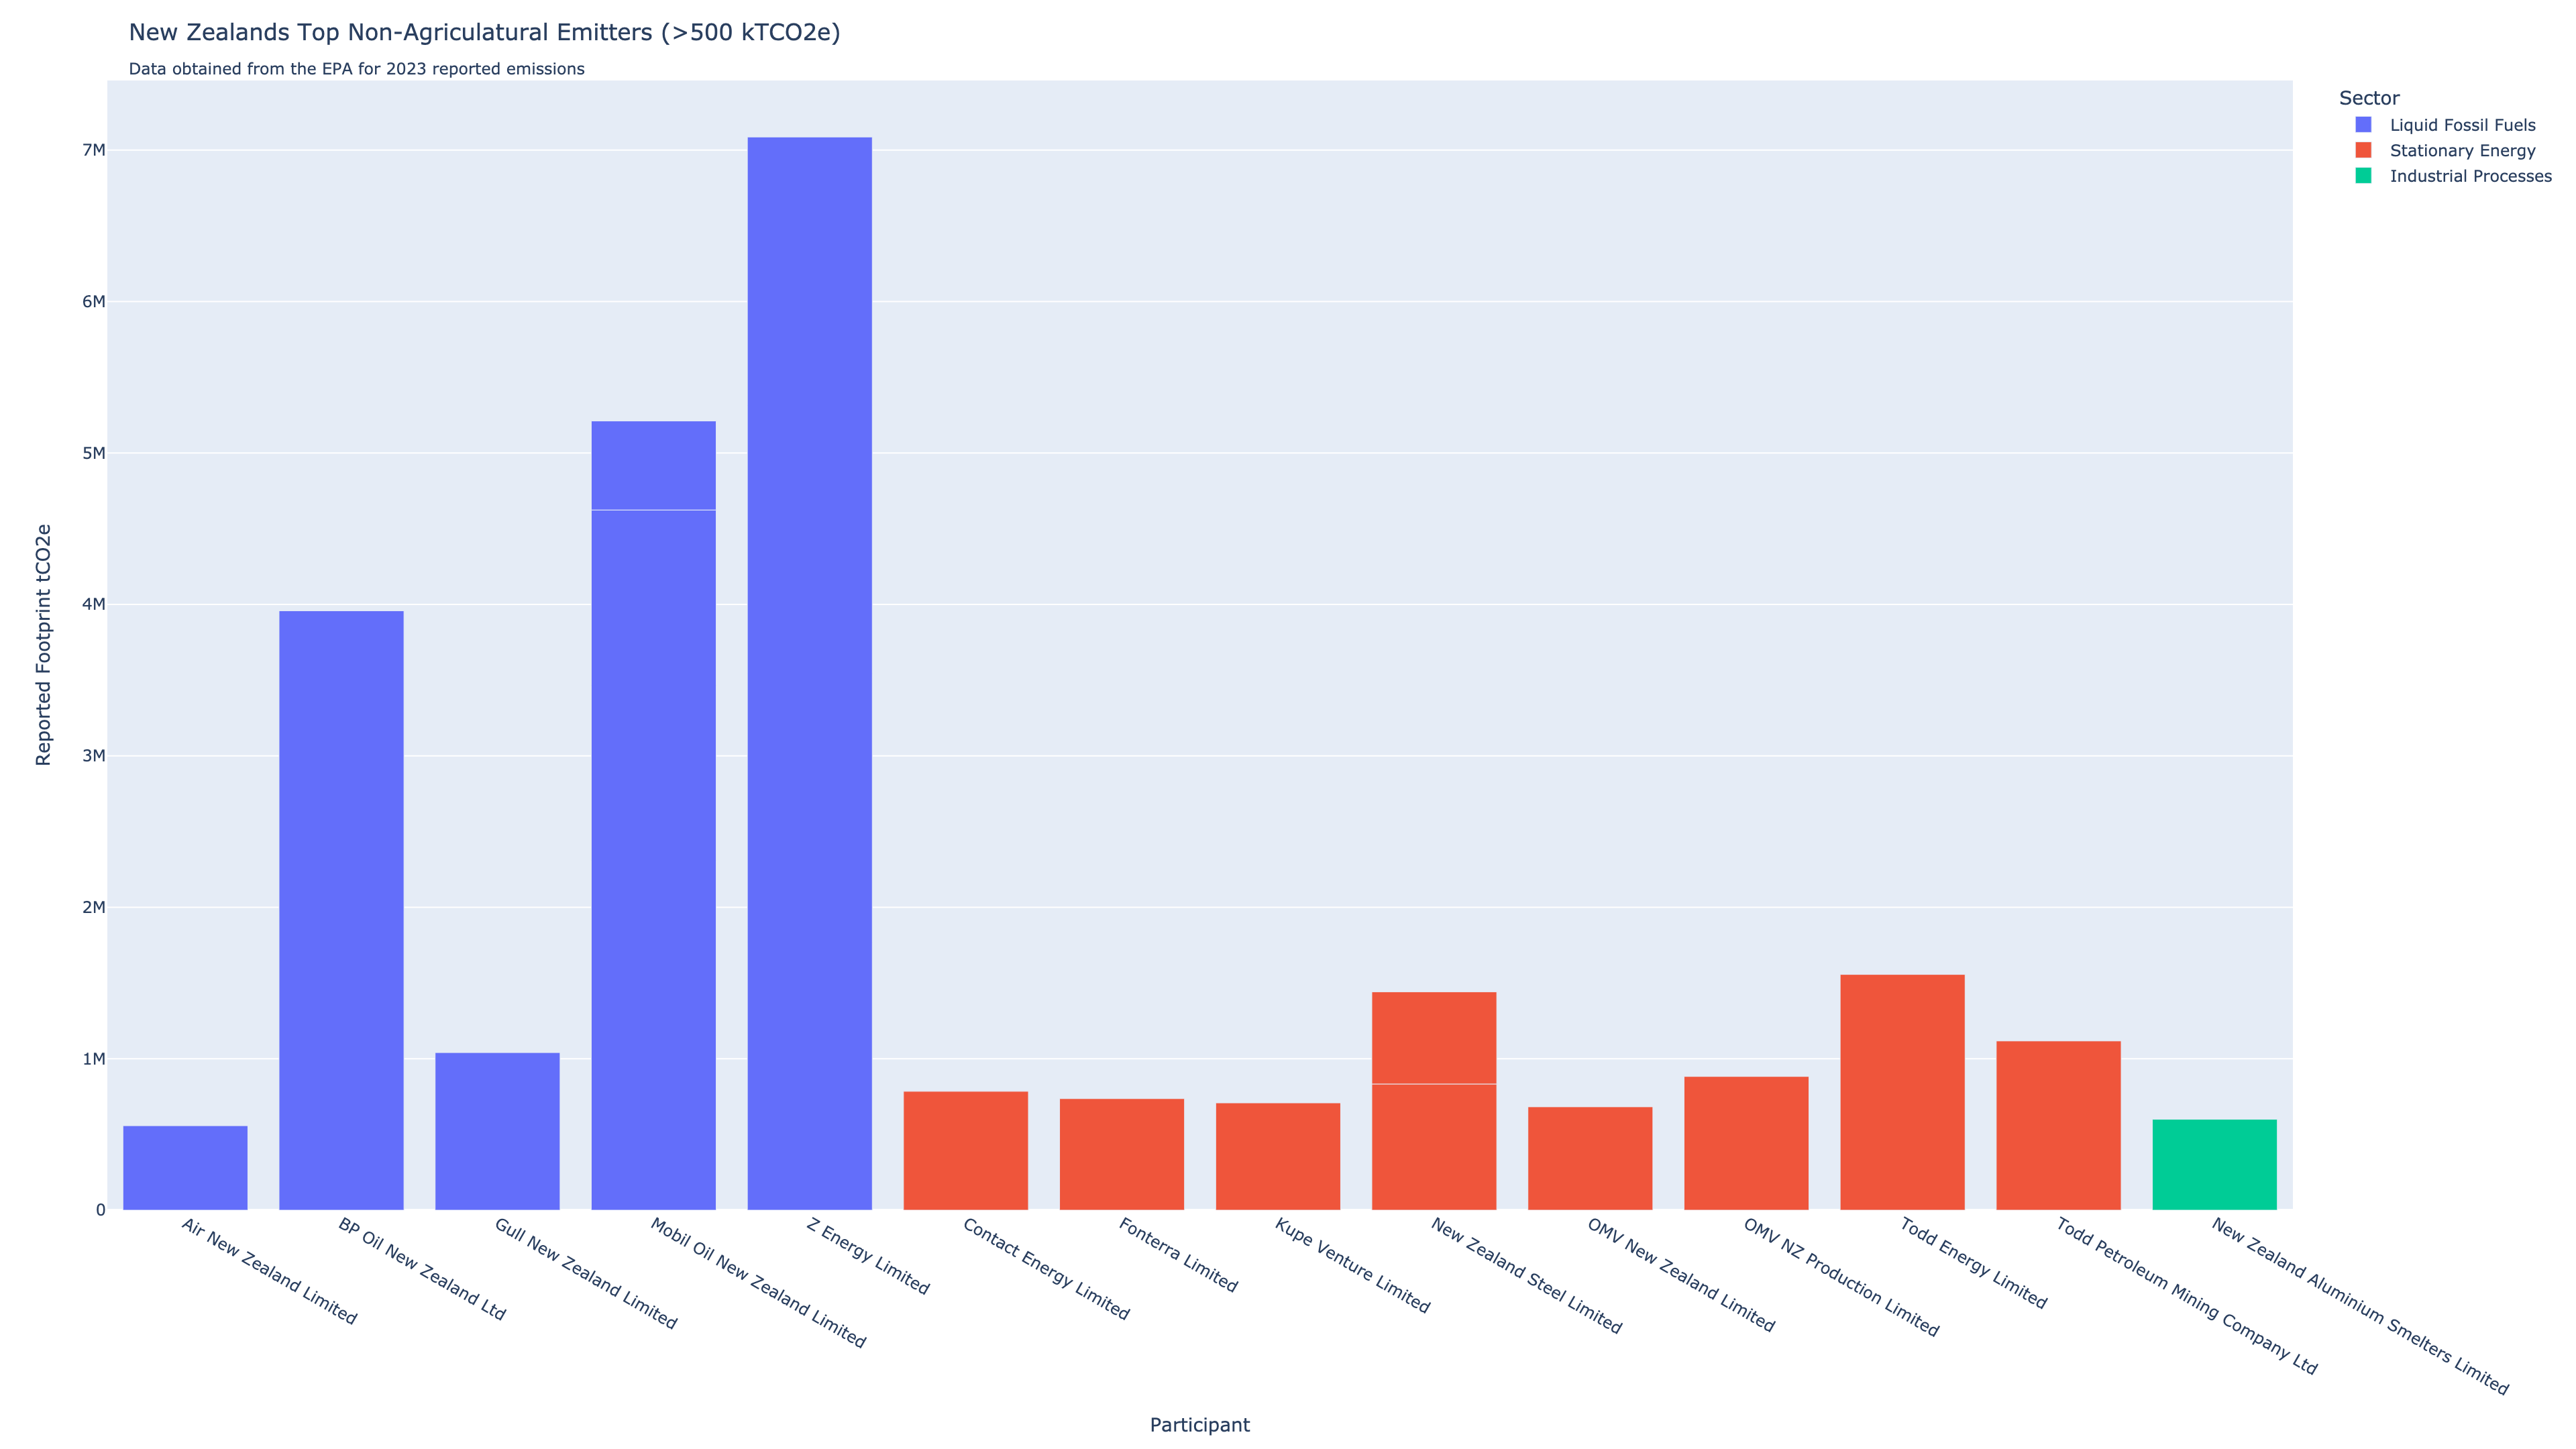 New Zealands Top Non-Agriculatural Emitters (>500 kTCO2e)
Data obtained from the EPA for 2023 reported emissions
Sector
Liquid Fossil Fuels
Stationary Energy
Industrial Processes
Reported Footprint tCO2e
7M
6M
5M
4M
3M
2M
1M
0
Air New Zealand Limited
BP Oil New Zealand Ltd
Gull New Zealand Limited
Mobil Oil New Zealand Limited
Z Energy Limited
Contact Energy Limited
Fonterra Limited
Kupe Venture Limited
New Zealand Steel Limited
OMV New Zealand Limited
OMV NZ Production Limited
Todd Energy Limited
Todd Petroleum Mining Company Ltd
New Zealand Aluminium Smelters Limited
Participant